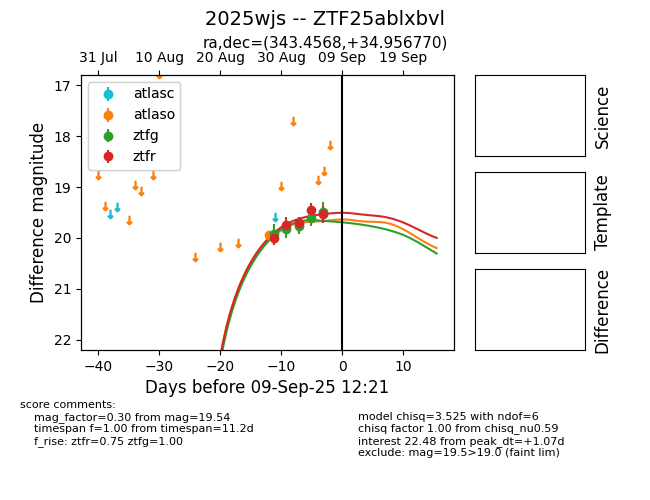 2025wjs -- ZTF25ablxbvl
ra,dec=(343.4568,+34.956770)
31 Jul 10 Aug 20 Aug 30 Aug 09 Sep 19 Sep
atlasc
atlaso
ztfg
ztfr
17
18
19
20
21
22
Difference magnitude
−40 −30 −20 −10 0 10
Days before 09-Sep-25 12:21
Science
Template
Difference
score comments:
mag_factor=0.30 from mag=19.54
timespan f=1.00 from timespan=11.2d
f_rise: ztfr=0.75 ztfg=1.00
model chisq=3.525 with ndof=6
chisq factor 1.00 from chisq_nu0.59
interest 22.48 from peak_dt=+1.07d
exclude: mag=19.5>19.0 (faint lim)